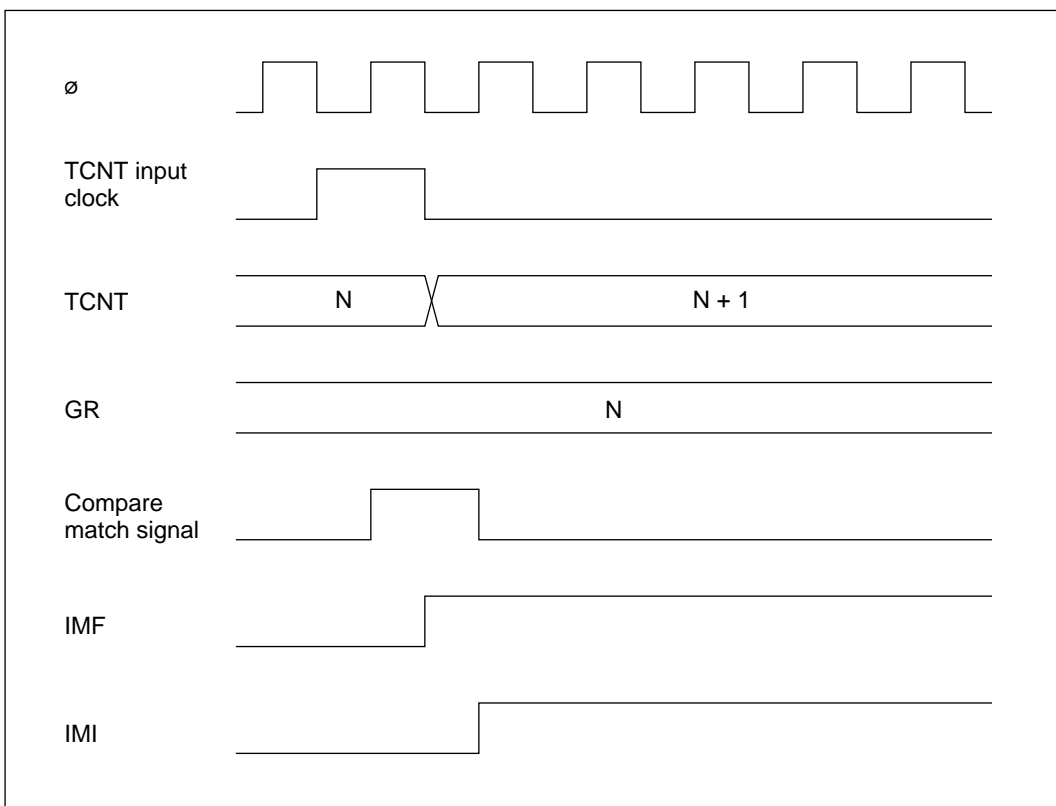 ø
TCNT input
clock
TCNT
N
N + 1
GR
N
Compare
match signal
IMF
IMI